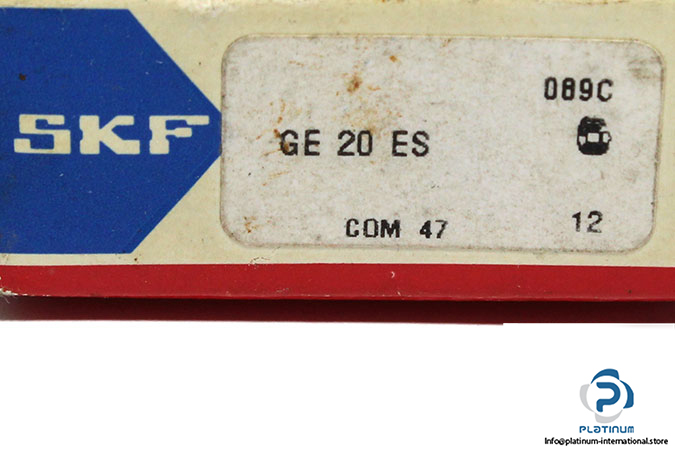 SKF
089C
GE 20 ES
COM 47
12
PLATINUM
Info@platinum-international.store